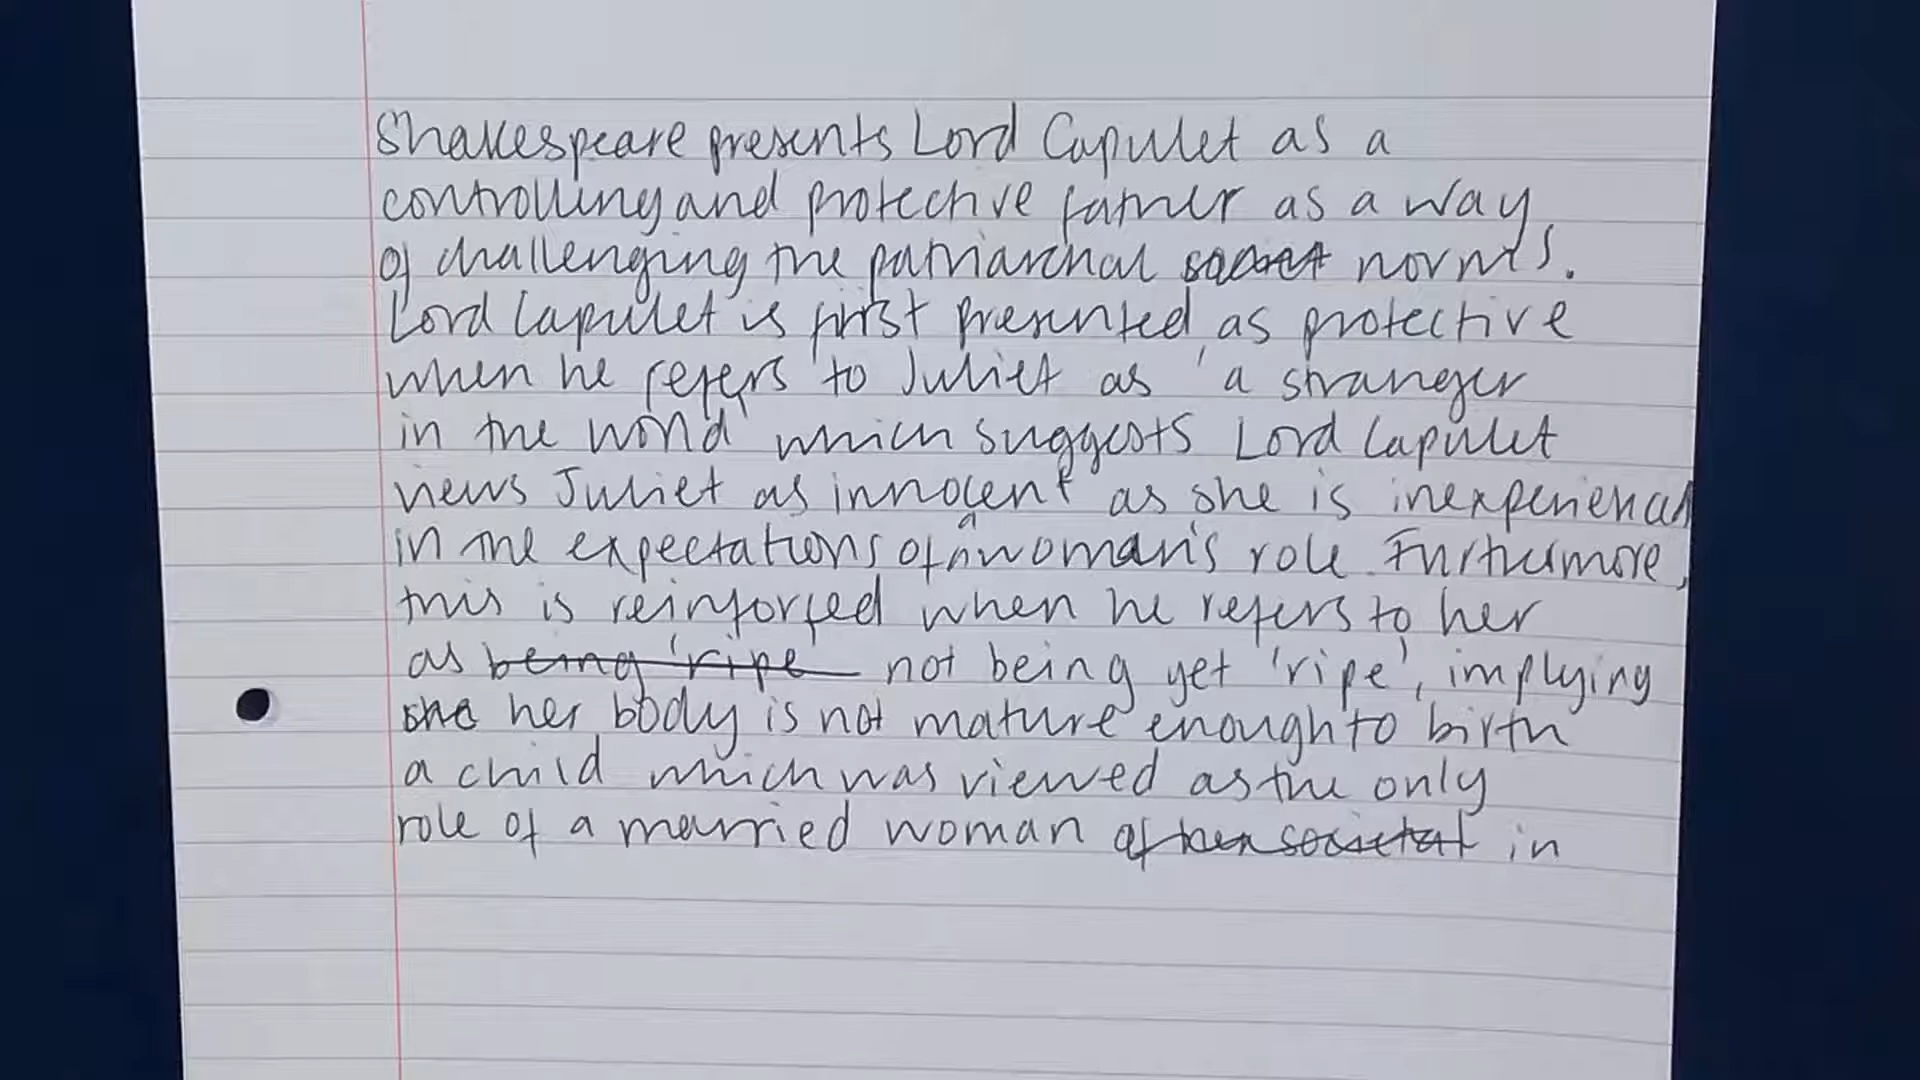 Shakespeare presents Lord Capulet as a
controlling and protective father as a way
of challenging the patriarchal norms.
Lord Capulet is first presented as protective
when he refers to Juliet as 'a stranger
in the world' which suggests Lord Capulet
views Juliet as innocent as she is inexperienced
in the expectations of a woman's role. Furthermore,
this is reinforced when he refers to her
as being 'ripe' not being yet 'ripe', implying
she her body is not mature enough to birth
a child which was viewed as the only
role of a married woman in